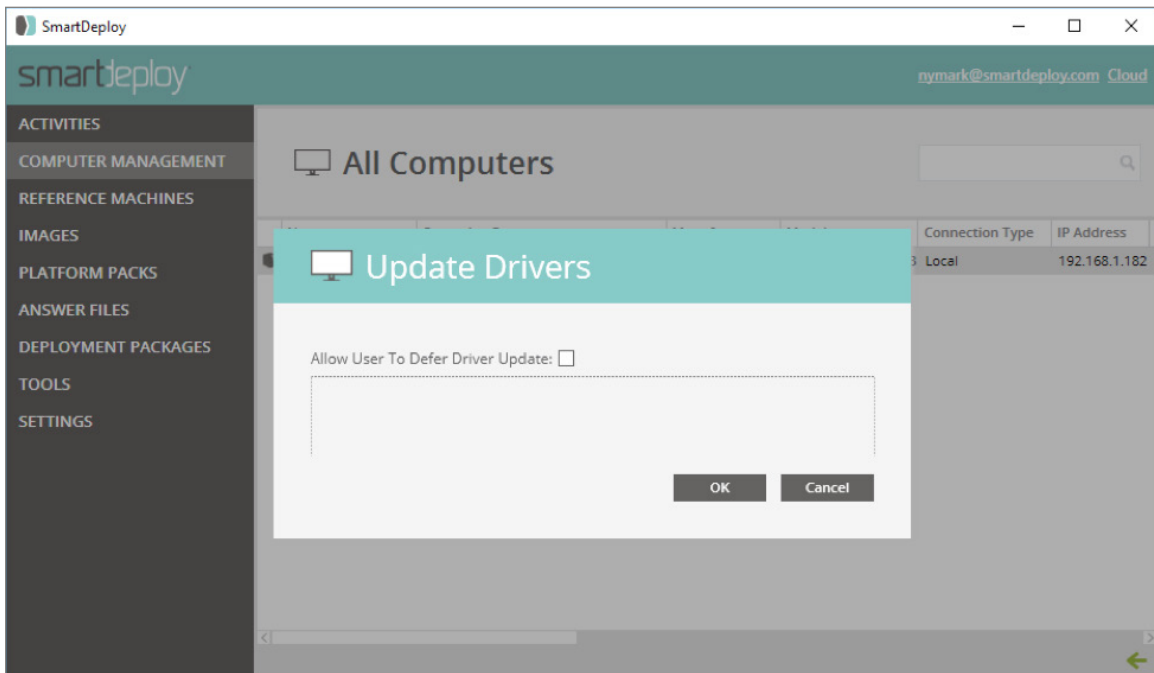 SmartDeploy
smartdeploy
nymark@smartdeploy.com Cloud
ACTIVITIES
COMPUTER MANAGEMENT
REFERENCE MACHINES
IMAGES
PLATFORM PACKS
ANSWER FILES
DEPLOYMENT PACKAGES
TOOLS
SETTINGS
All Computers
Connection Type IP Address
3 Local 192.168.1.182
Update Drivers
Allow User To Defer Driver Update:
OK Cancel